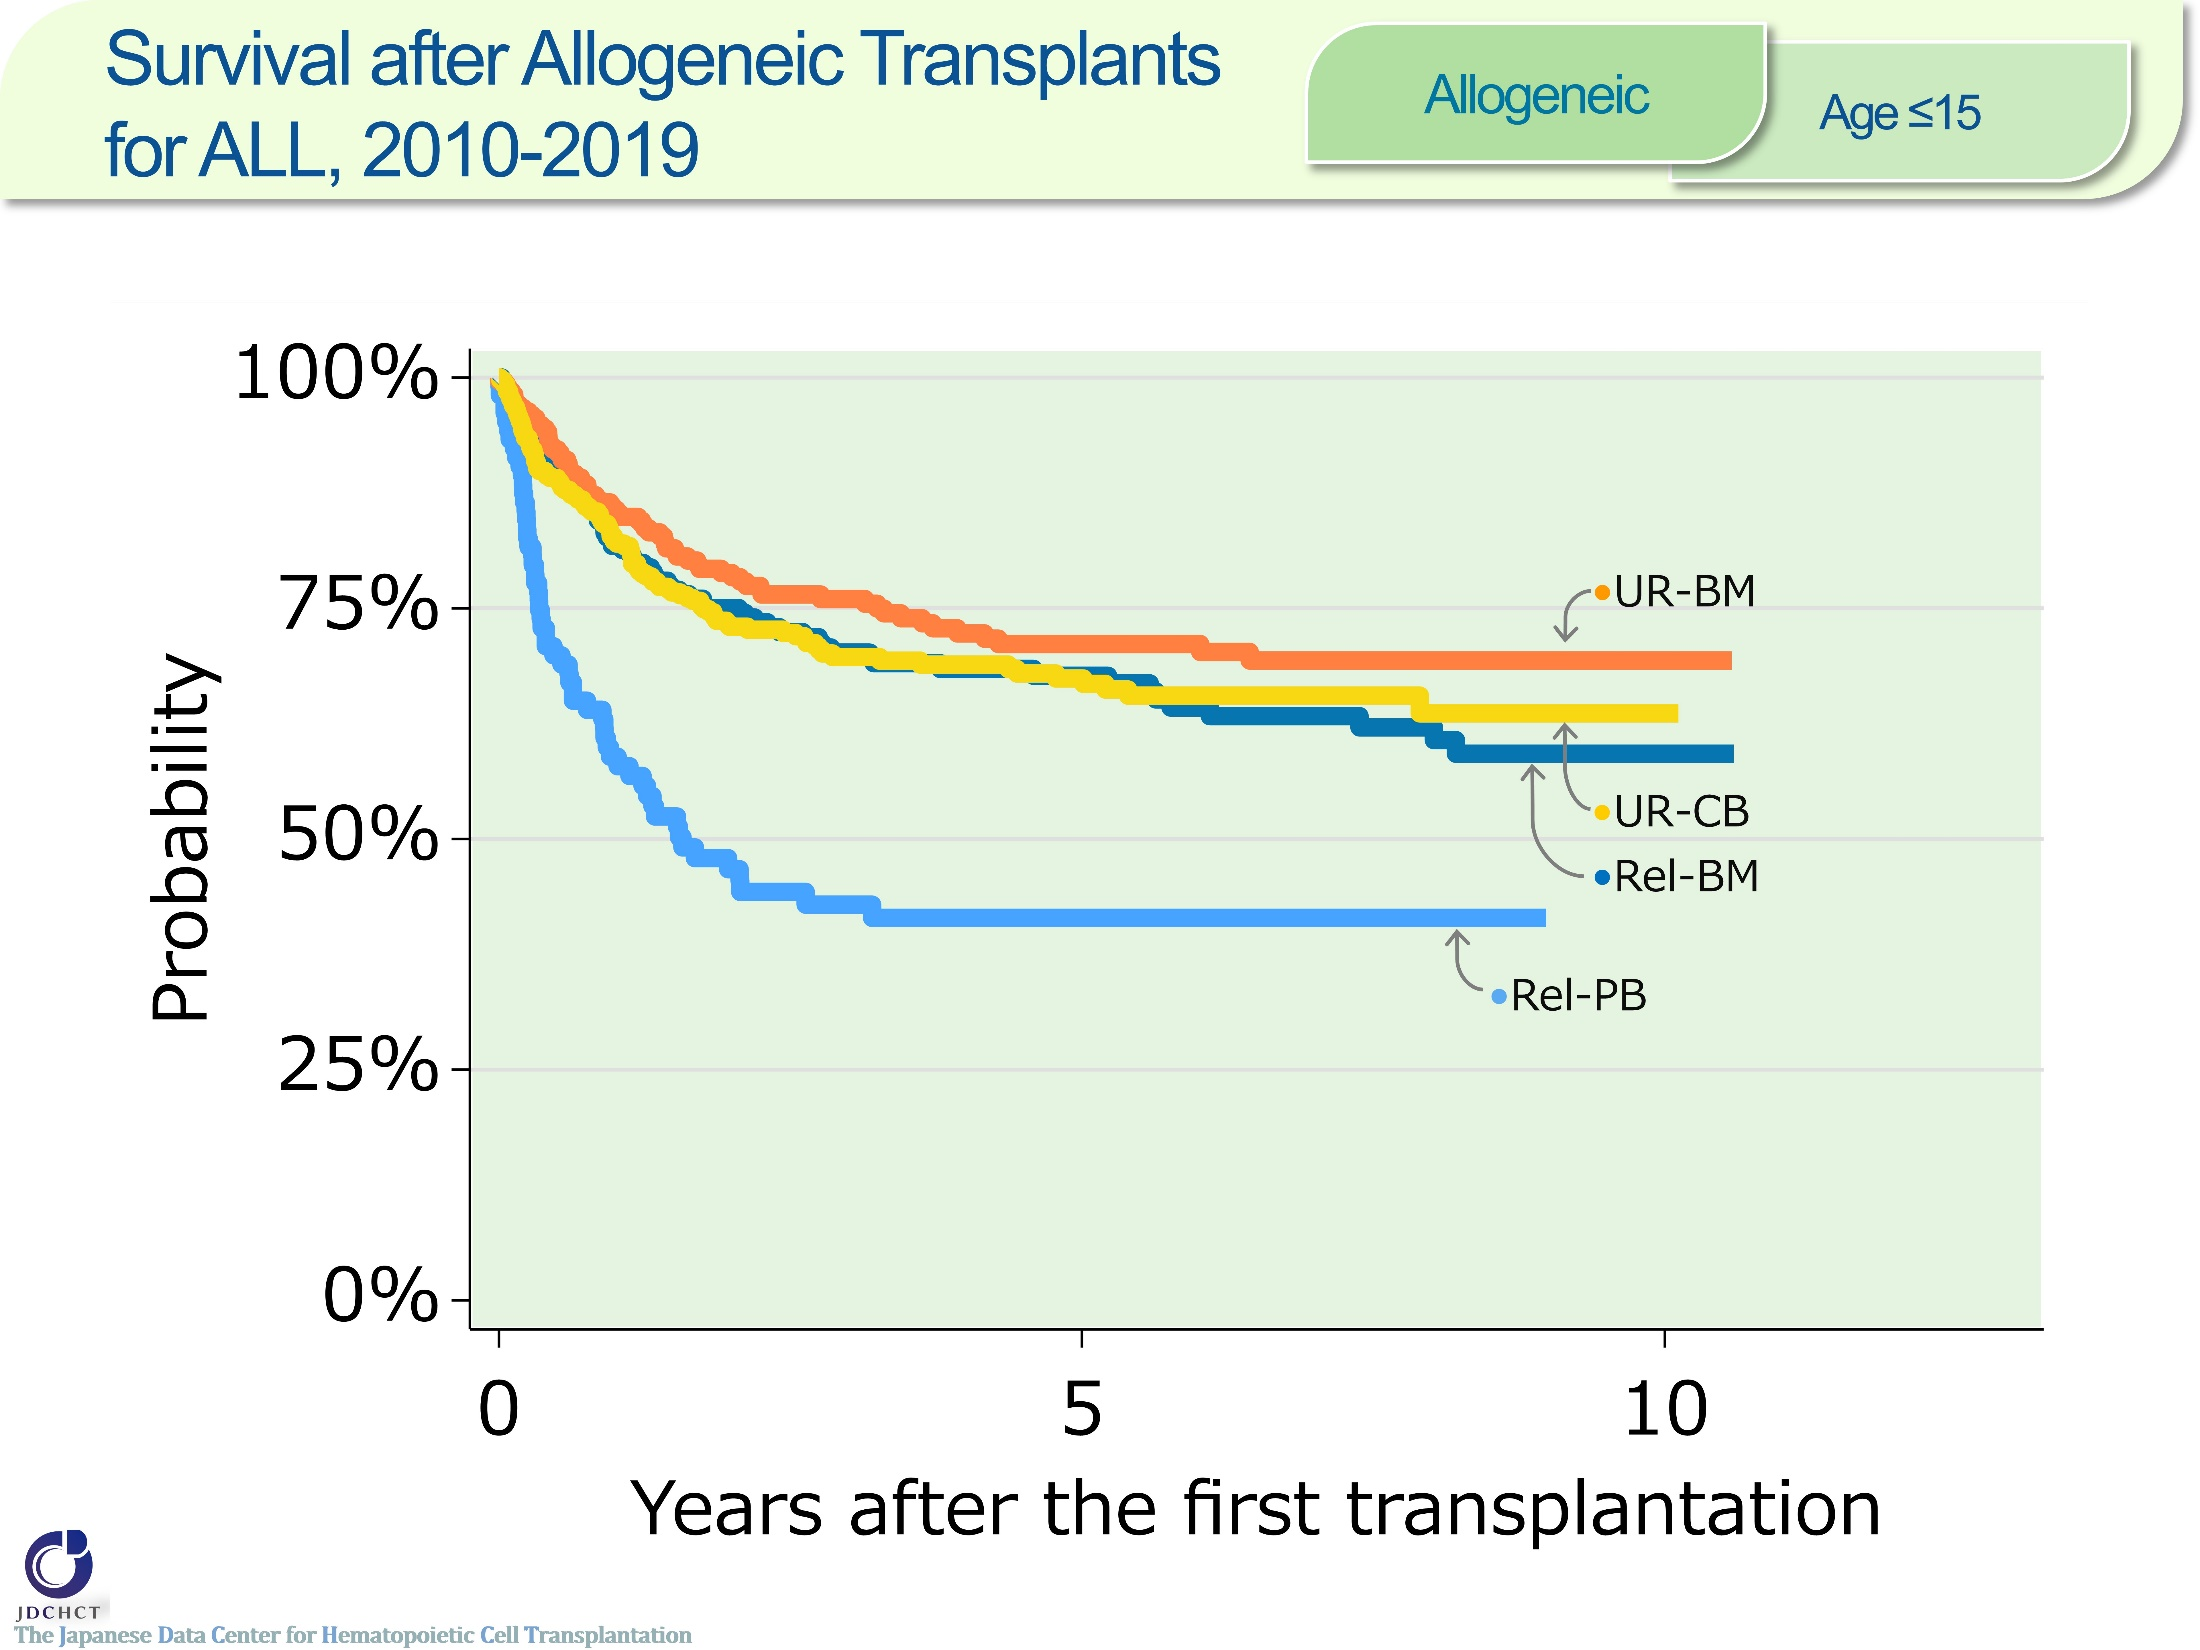 Survival after Allogeneic Transplants
for ALL, 2010-2019
Allogeneic
Age ≤15
100%
75%
50%
25%
0%
Probability
UR-BM
UR-CB
Rel-BM
Rel-PB
0 5 10
Years after the first transplantation
JDCHCT
The Japanese Data Center for Hematopoietic Cell Transplantation